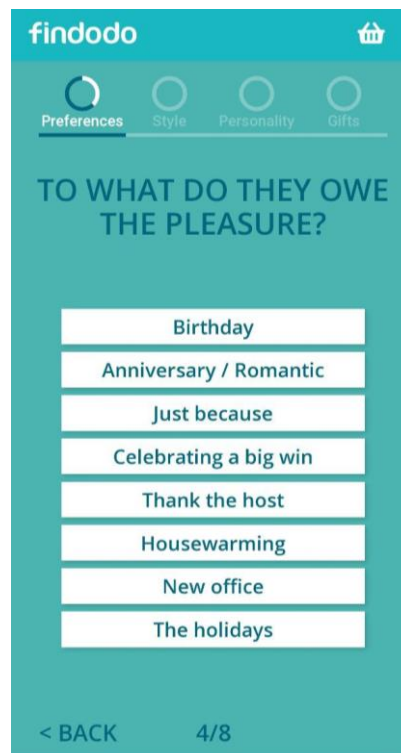 findodo
Preferences Style Personality Gifts
TO WHAT DO THEY OWE
THE PLEASURE?
Birthday
Anniversary / Romantic
Just because
Celebrating a big win
Thank the host
Housewarming
New office
The holidays
< BACK 4/8